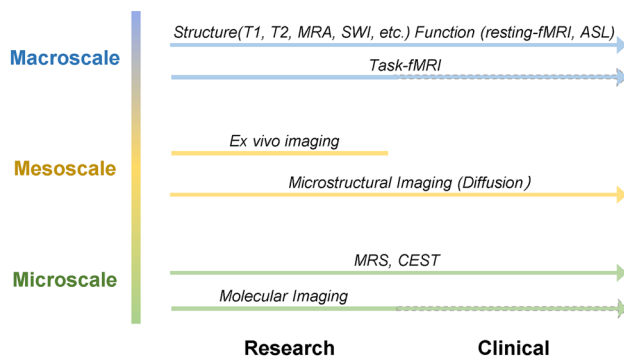 Structure(T1, T2, MRA, SWI, etc.) Function (resting-fMRI, ASL)
Macroscale
Task-fMRI
Ex vivo imaging
Mesoscale
Microstructural Imaging (Diffusion)
MRS, CEST
Microscale
Molecular Imaging
Research Clinical